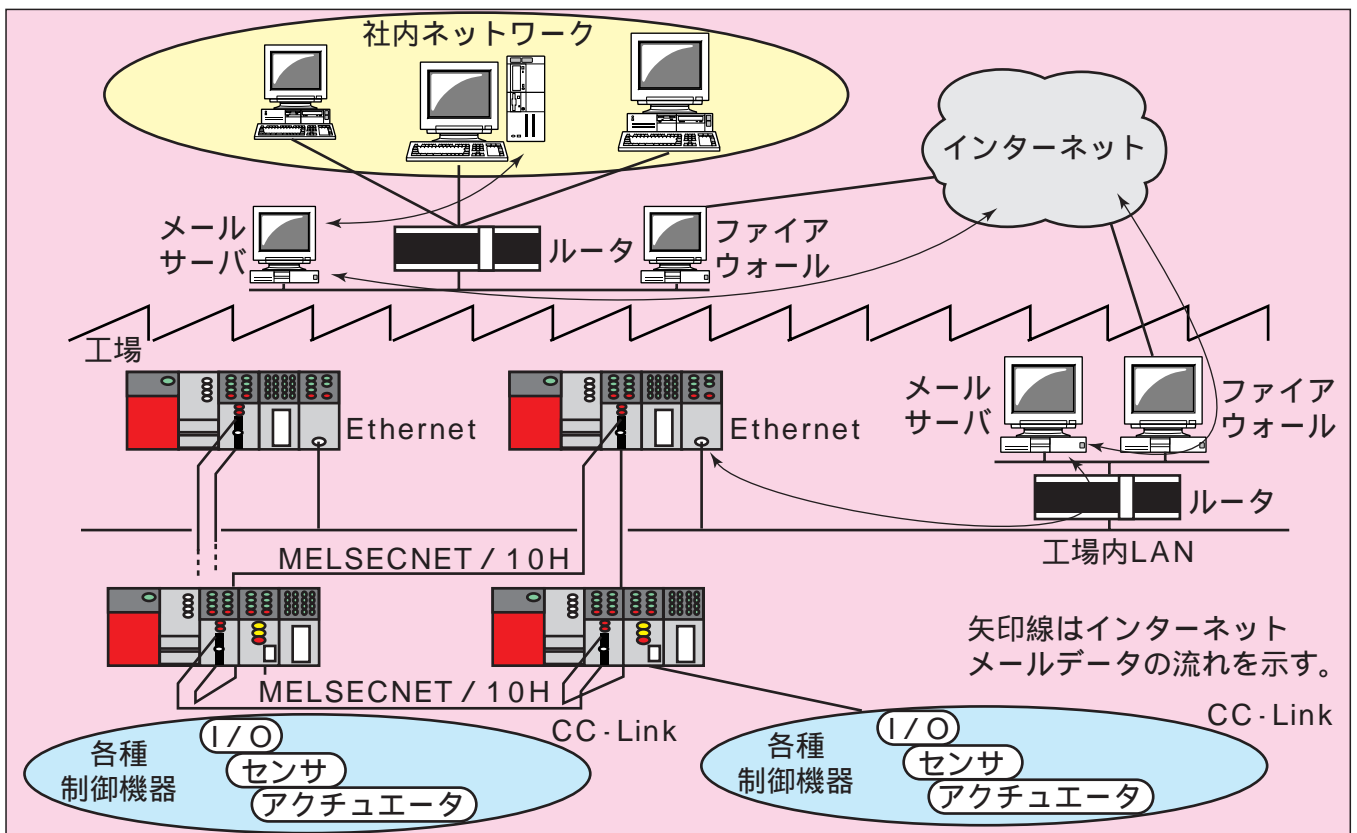 社内ネットワーク
インターネット
メール
サーバ
ルータ
ファイア
ウォール
工場
Ethernet
Ethernet
メール
サーバ
ファイア
ウォール
ルータ
工場内LAN
MELSECNET/10H
矢印線はインターネット
メールデータの流れを示す。
MELSECNET/10H
CC-Link
CC-Link
各種
制御機器
I/O
センサ
アクチュエータ
各種
制御機器
I/O
センサ
アクチュエータ